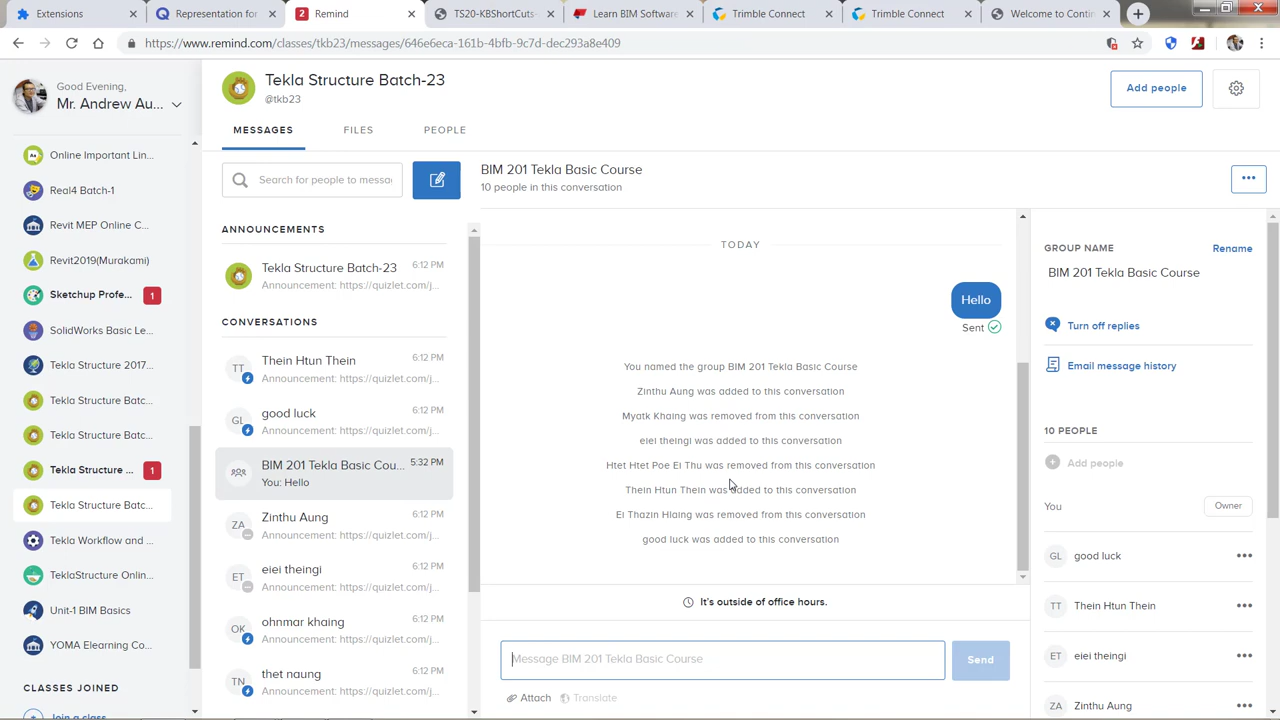 Extensions
Representation for
2 Remind
TS20-KBShortCuts-
Learn BIM Software
Trimble Connect
Trimble Connect
Welcome to Contin
https://www.remind.com/classes/tkb23/messages/646e6eca-161b-4bfb-9c7d-dec293a8e409
Good Evening,
Mr. Andrew Au...
Online Important Lin...
Real4 Batch-1
Revit MEP Online C...
Revit2019(Murakami)
Sketchup Profe... 1
SolidWorks Basic Le...
Tekla Structure 2017...
Tekla Structure Batc...
Tekla Structure Batc...
Tekla Structure ... 1
Tekla Structure Batc...
Tekla Workflow and ...
TeklaStructure Onlin...
Unit-1 BIM Basics
YOMA Elearning Co...
CLASSES JOINED
Join a class
Tekla Structure Batch-23
@tkb23
Add people
MESSAGES FILES PEOPLE
Search for people to messa
ANNOUNCEMENTS
Tekla Structure Batch-23 6:12 PM
Announcement: https://quizlet.com/j...
CONVERSATIONS
TT Thein Htun Thein 6:12 PM
Announcement: https://quizlet.com/j...
GL good luck 6:12 PM
Announcement: https://quizlet.com/j...
BIM 201 Tekla Basic Cou... 5:32 PM
You: Hello
ZA Zinthu Aung 6:12 PM
Announcement: https://quizlet.com/j...
ET eiei theingi 6:12 PM
Announcement: https://quizlet.com/j...
OK ohnmar khaing 6:12 PM
Announcement: https://quizlet.com/j...
TN thet naung 6:12 PM
Announcement: https://quizlet.com/j...
BIM 201 Tekla Basic Course
10 people in this conversation
TODAY
Hello
Sent
You named the group BIM 201 Tekla Basic Course
Zinthu Aung was added to this conversation
Myatk Khaing was removed from this conversation
eiei theingi was added to this conversation
Htet Htet Poe Ei Thu was removed from this conversation
Thein Htun Thein was added to this conversation
Ei Thazin Hlaing was removed from this conversation
good luck was added to this conversation
It's outside of office hours.
Message BIM 201 Tekla Basic Course
Send
Attach Translate
GROUP NAME Rename
BIM 201 Tekla Basic Course
Turn off replies
Email message history
10 PEOPLE
Add people
You Owner
GL good luck
TT Thein Htun Thein
ET eiei theingi
ZA Zinthu Aung